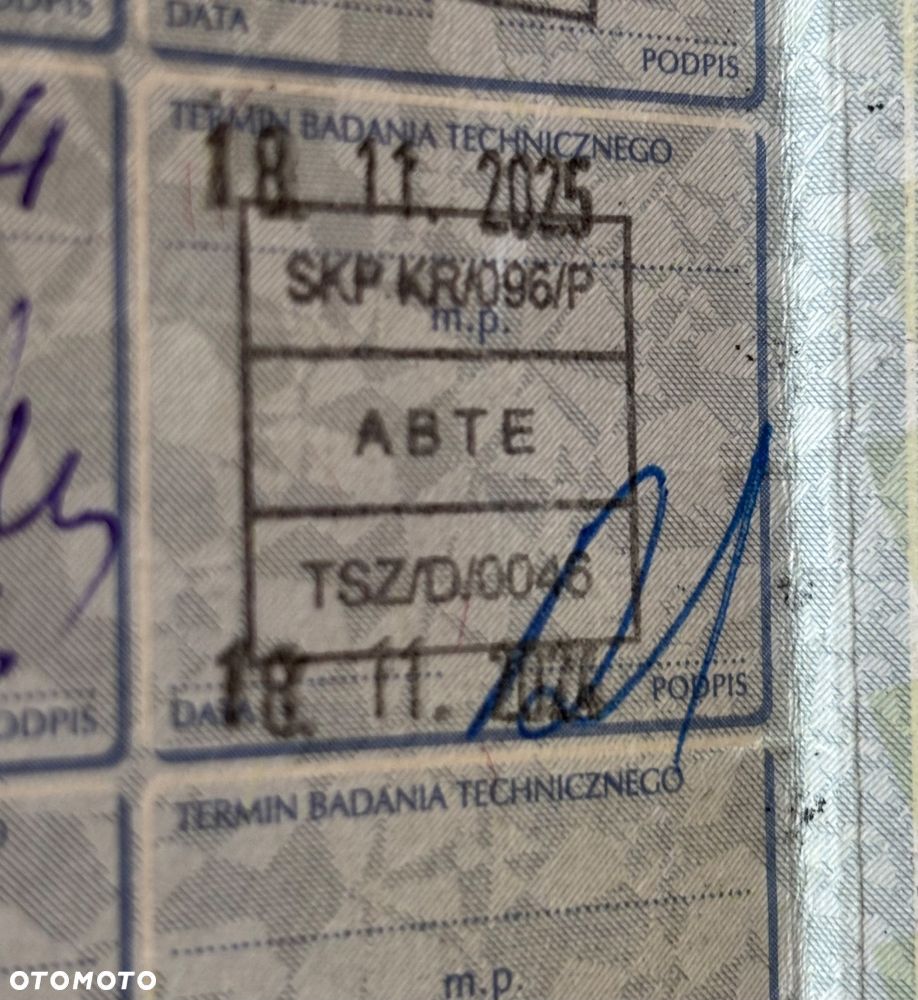 DATA
PODPIS
TERMIN BADANIA TECHNICZNEGO
18. 11. 2025
SKP KR/096/P
m.p.
ABTE
TSZ/D/0046
18. 11.
DATA PODPIS
TERMIN BADANIA TECHNICZNEGO
m.p.
OTOMOTO